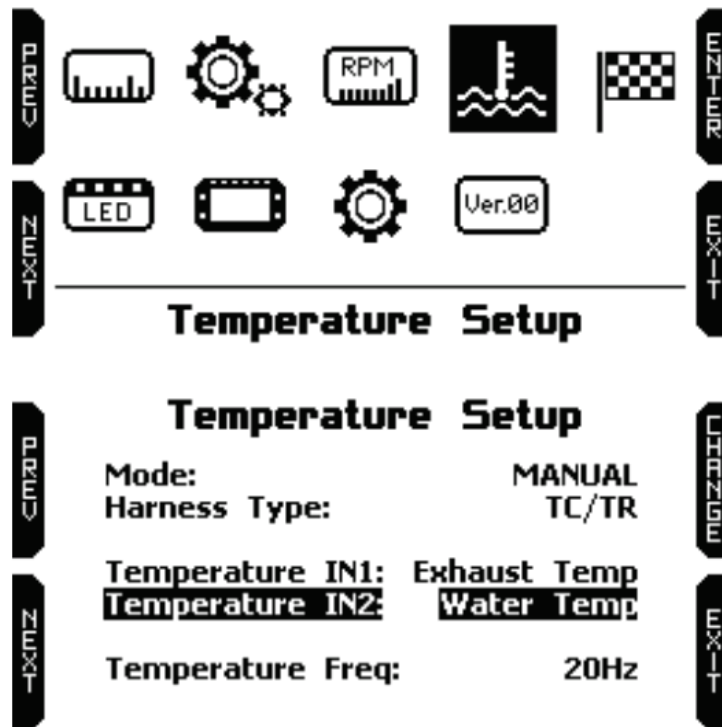 PREV
ENTER
RPM
LED
Ver.00
NEXT
EXIT
Temperature Setup
Temperature Setup
PREV
CHANGE
Mode: MANUAL
Harness Type: TC/TR
Temperature IN1: Exhaust Temp
Temperature IN2: Water Temp
NEXT
EXIT
Temperature Freq: 20Hz